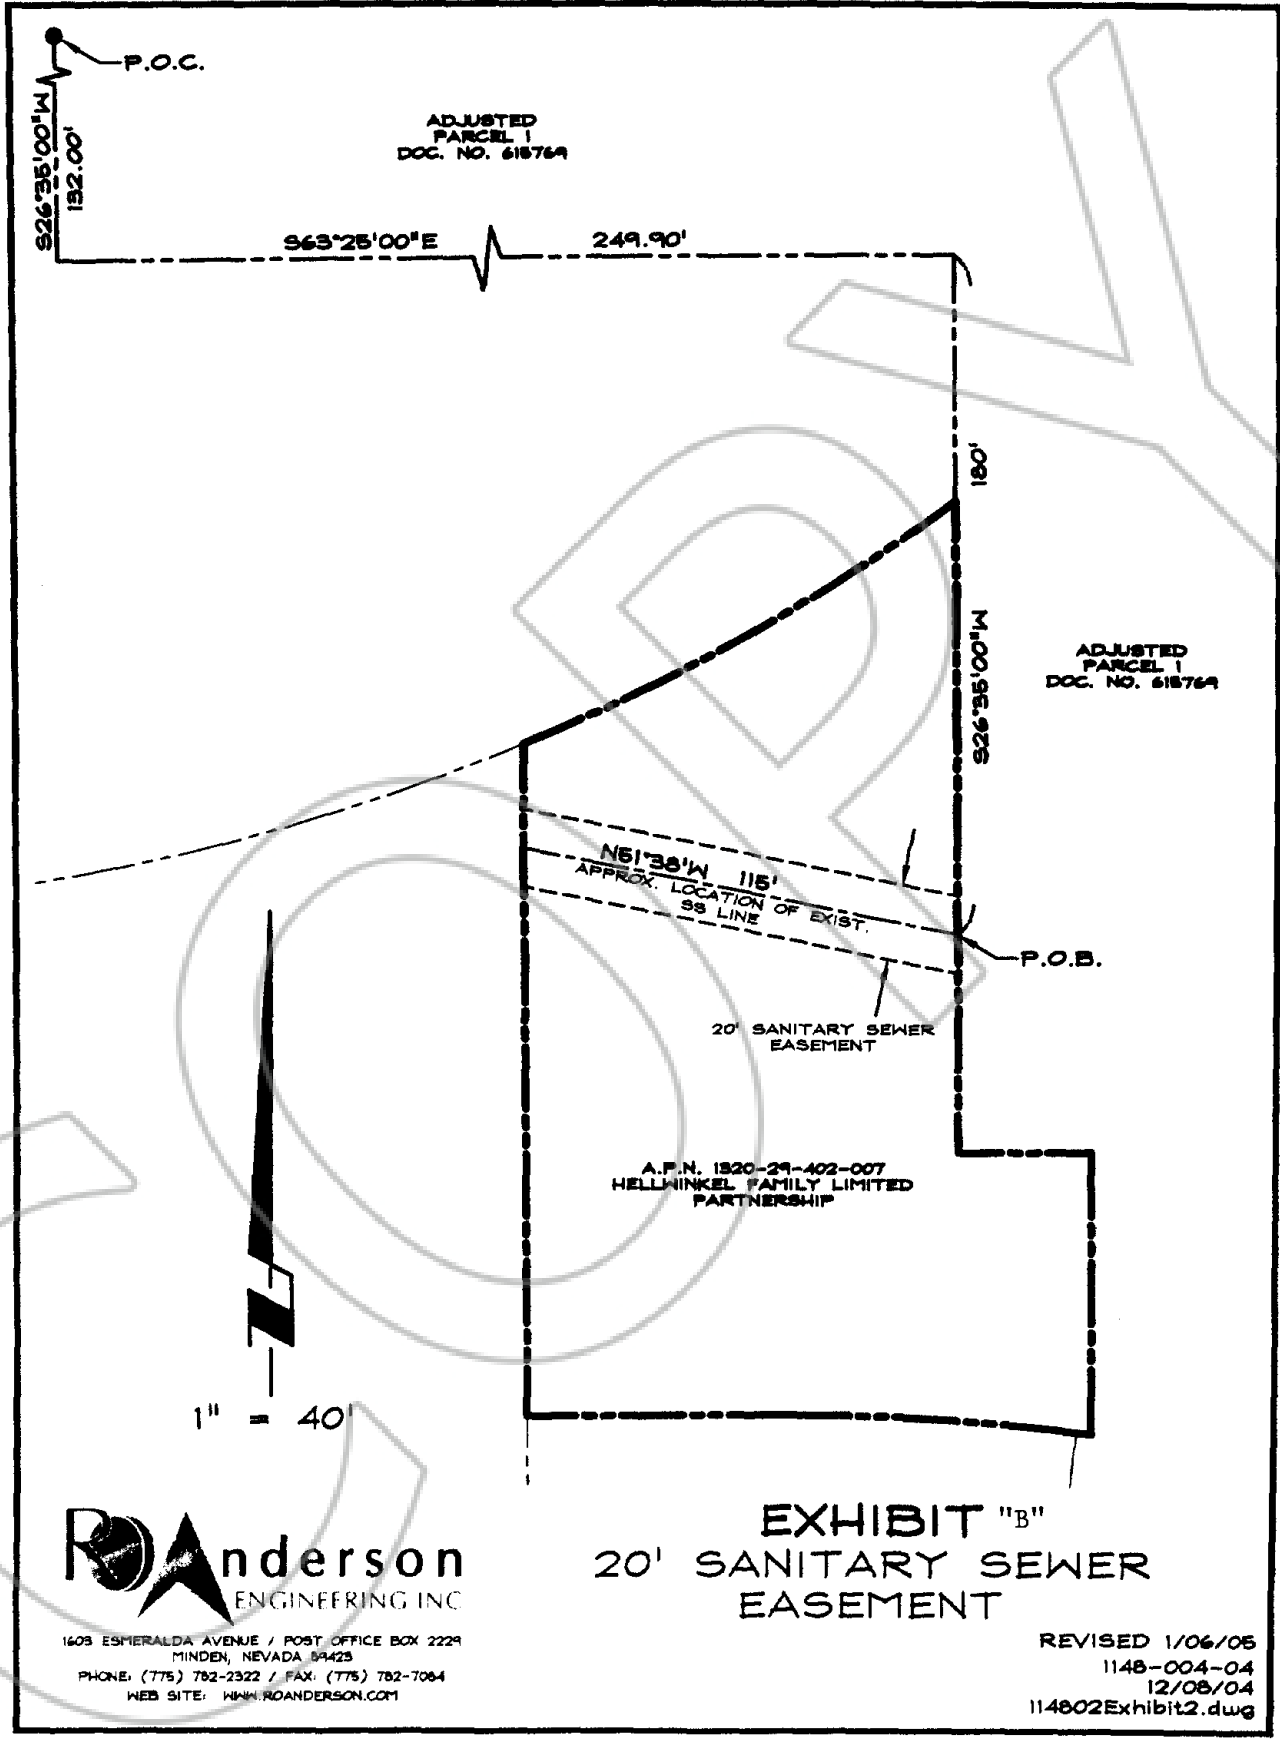 P.O.C.
S26°35'00"W
132.00'
ADJUSTED
PARCEL 1
DOC. NO. 615769
S63°25'00"E 249.90'
180'
S26°35'00"W
ADJUSTED
PARCEL 1
DOC. NO. 615769
N51°38'W 115'
APPROX. LOCATION OF EXIST.
SS LINE
P.O.B.
20' SANITARY SEWER
EASEMENT
A.P.N. 1320-29-402-007
HELLWINKEL FAMILY LIMITED
PARTNERSHIP
1" = 40'
COPY
EXHIBIT "B"
20' SANITARY SEWER
EASEMENT
ROAnderson
ENGINEERING INC
1603 ESMERALDA AVENUE / POST OFFICE BOX 2229
MINDEN, NEVADA 89423
PHONE: (775) 782-2322 / FAX: (775) 782-7084
WEB SITE: WWW.ROANDERSON.COM
REVISED 1/06/05
1148-004-04
12/08/04
114802Exhibit2.dwg